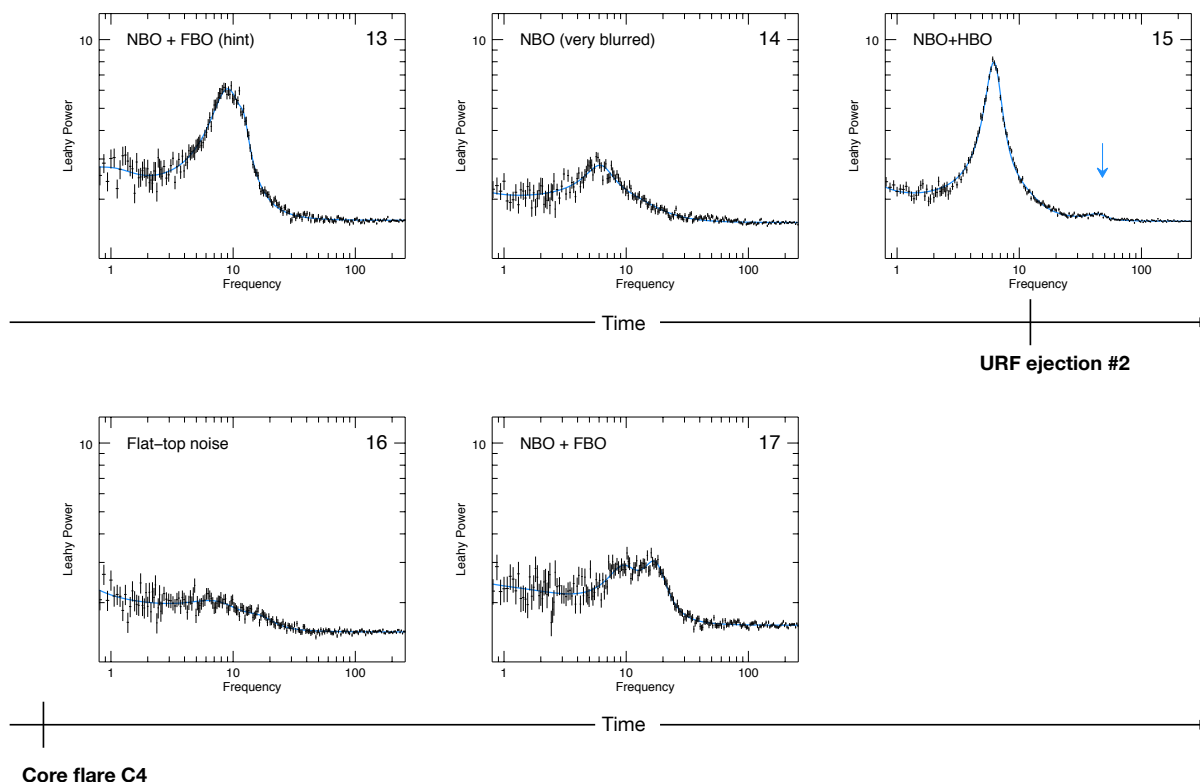 NBO + FBO (hint)
13
10
Leahy Power
1
10
100
Frequency
NBO (very blurred)
14
10
Leahy Power
1
10
100
Frequency
NBO+HBO
15
10
Leahy Power
1
10
100
Frequency
Time
URF ejection #2
Flat−top noise
16
10
Leahy Power
1
10
100
Frequency
NBO + FBO
17
10
Leahy Power
1
10
100
Frequency
Time
Core flare C4